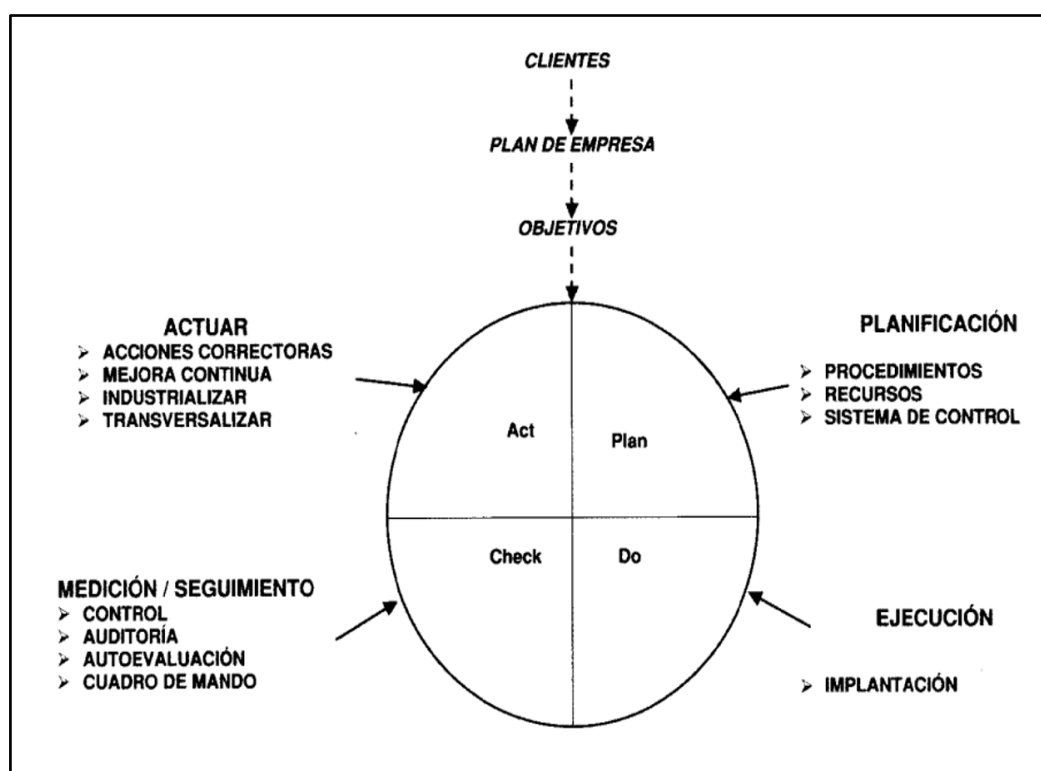 CLIENTES
PLAN DE EMPRESA
OBJETIVOS
ACTUAR
➢ ACCIONES CORRECTORAS
➢ MEJORA CONTINUA
➢ INDUSTRIALIZAR
➢ TRANSVERSALIZAR
PLANIFICACIÓN
➢ PROCEDIMIENTOS
➢ RECURSOS
➢ SISTEMA DE CONTROL
Act
Plan
Check
Do
MEDICIÓN / SEGUIMIENTO
➢ CONTROL
➢ AUDITORÍA
➢ AUTOEVALUACIÓN
➢ CUADRO DE MANDO
EJECUCIÓN
➢ IMPLANTACIÓN